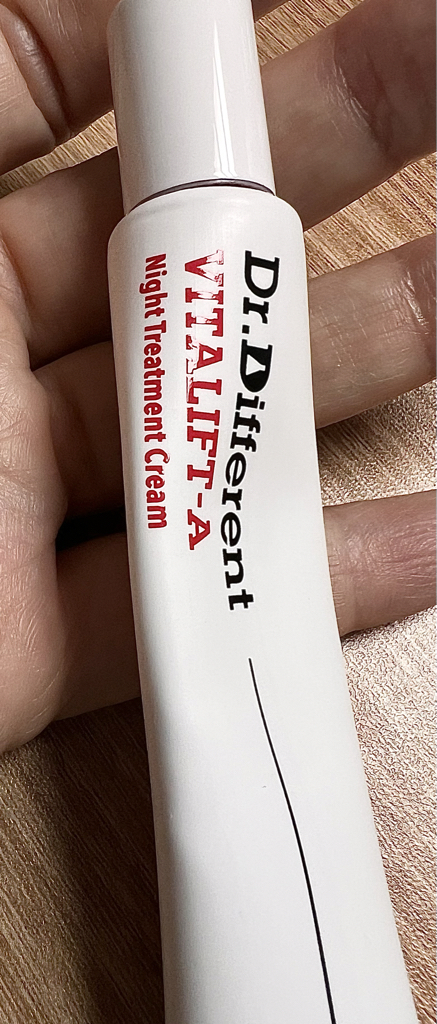 Dr.Different
VITALIFT-A
Night Treatment Cream